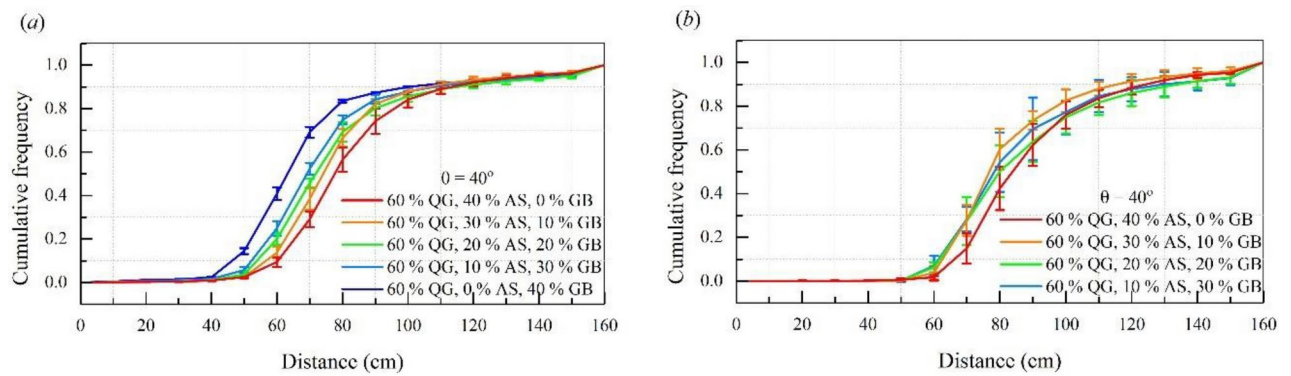 (a)
1.0
0.8
0.6
0.4
0.2
0.0
Cumulative frequency
0 = 40°
60 % QG, 40 % AS, 0 % GB
60 % QG, 30 % AS, 10 % GB
60 % QG, 20 % AS, 20 % GB
60 % QG, 10 % AS, 30 % GB
60 % QG, 0 % AS, 40 % GB
0 20 40 60 80 100 120 140 160
Distance (cm)
(b)
1.0
0.8
0.6
0.4
0.2
0.0
Cumulative frequency
θ = 40°
60 % QG, 40 % AS, 0 % GB
60 % QG, 30 % AS, 10 % GB
60 % QG, 20 % AS, 20 % GB
60 % QG, 10 % AS, 30 % GB
0 20 40 60 80 100 120 140 160
Distance (cm)